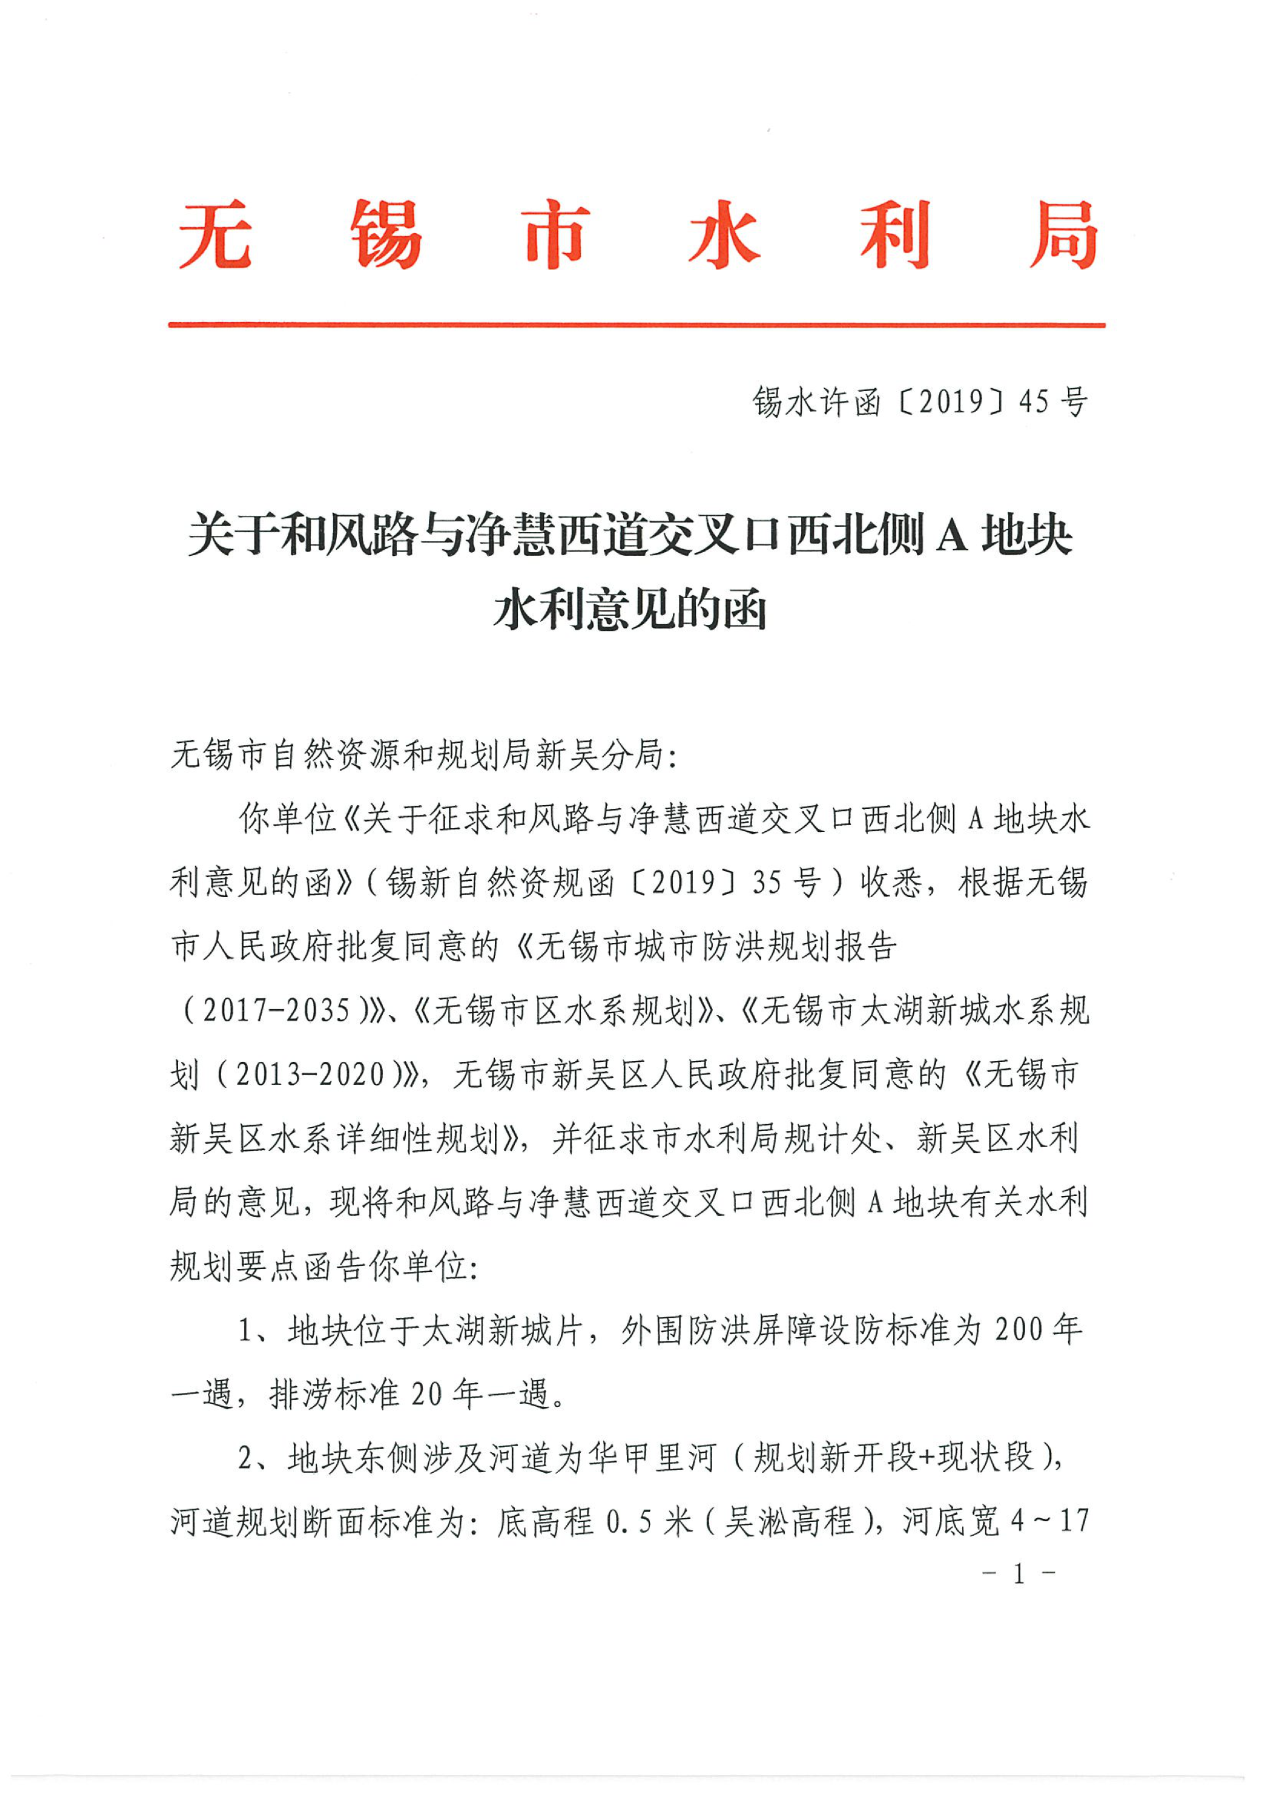 无锡市水利局
锡水许函〔2019〕45号
关于和风路与净慧西道交叉口西北侧 A 地块
水利意见的函
无锡市自然资源和规划局新吴分局：
你单位《关于征求和风路与净慧西道交叉口西北侧 A 地块水
利意见的函》（锡新自然资规函〔2019〕35 号）收悉，根据无锡
市人民政府批复同意的《无锡市城市防洪规划报告
（2017-2035）》、《无锡市区水系规划》、《无锡市太湖新城水系规
划（2013-2020）》，无锡市新吴区人民政府批复同意的《无锡市
新吴区水系详细性规划》，并征求市水利局规计处、新吴区水利
局的意见，现将和风路与净慧西道交叉口西北侧 A 地块有关水利
规划要点函告你单位：
1、地块位于太湖新城片，外围防洪屏障设防标准为 200 年
一遇，排涝标准 20 年一遇。
2、地块东侧涉及河道为华甲里河（规划新开段+现状段），
河道规划断面标准为：底高程 0.5 米（吴淞高程），河底宽 4~17
- 1 -